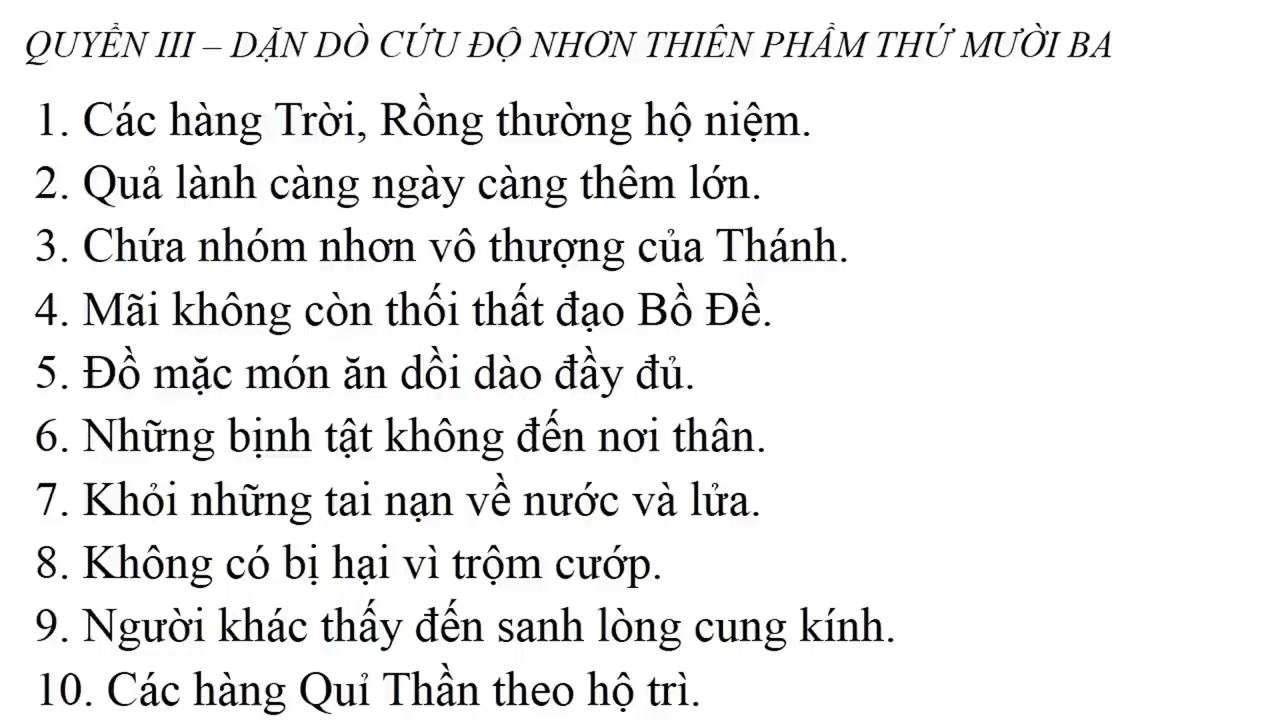 QUYỂN III – DẶN DÒ CỨU ĐỘ NHƠN THIÊN PHẨM THỨ MƯỜI BA
1. Các hàng Trời, Rồng thường hộ niệm.
2. Quả lành càng ngày càng thêm lớn.
3. Chứa nhóm nhơn vô thượng của Thánh.
4. Mãi không còn thối thất đạo Bồ Đề.
5. Đồ mặc món ăn dồi dào đầy đủ.
6. Những bịnh tật không đến nơi thân.
7. Khỏi những tai nạn về nước và lửa.
8. Không có bị hại vì trộm cướp.
9. Người khác thấy đến sanh lòng cung kính.
10. Các hàng Quỉ Thần theo hộ trì.